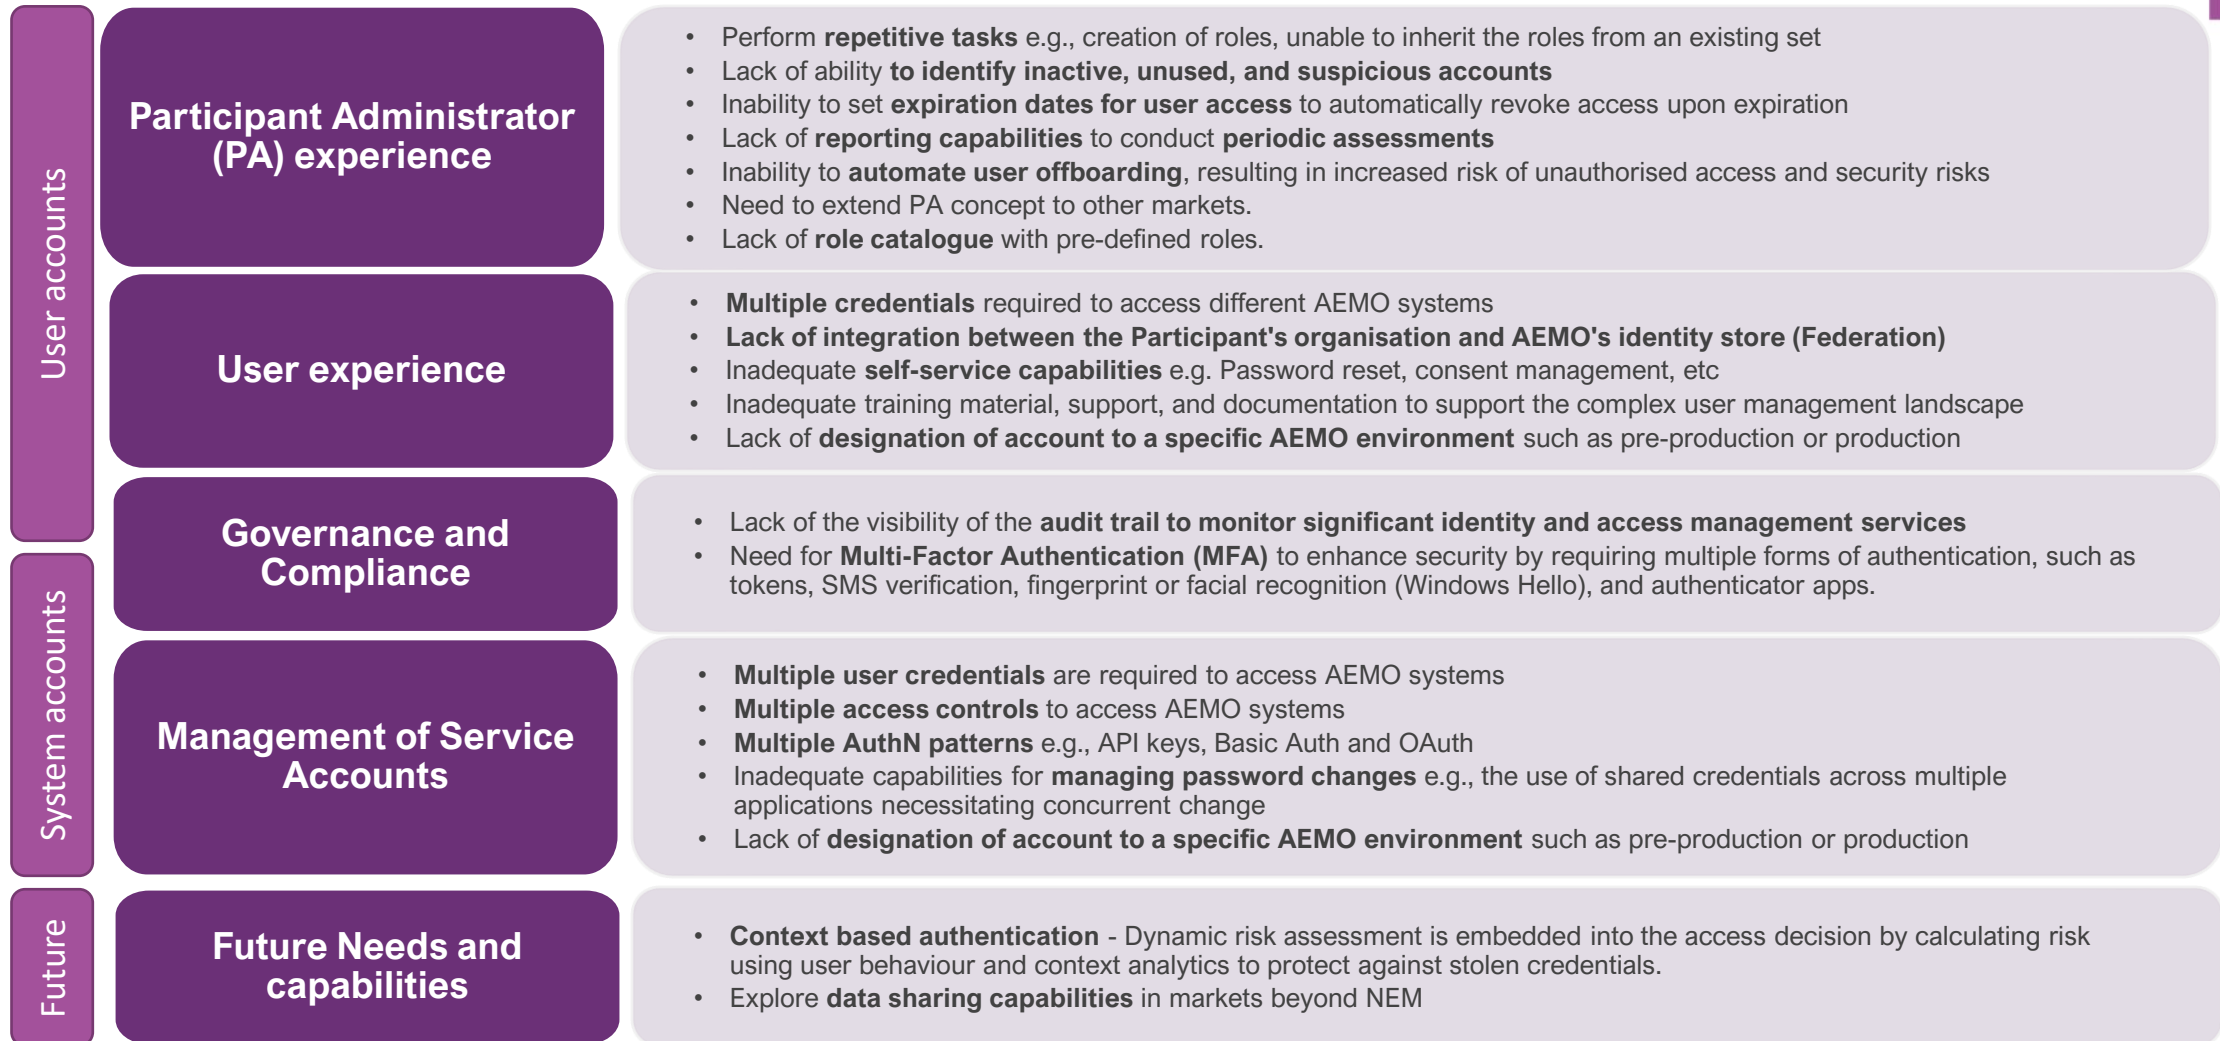 User accounts
Participant Administrator
(PA) experience
• Perform repetitive tasks e.g., creation of roles, unable to inherit the roles from an existing set
• Lack of ability to identify inactive, unused, and suspicious accounts
• Inability to set expiration dates for user access to automatically revoke access upon expiration
• Lack of reporting capabilities to conduct periodic assessments
• Inability to automate user offboarding, resulting in increased risk of unauthorised access and security risks
• Need to extend PA concept to other markets.
• Lack of role catalogue with pre-defined roles.
User experience
• Multiple credentials required to access different AEMO systems
• Lack of integration between the Participant's organisation and AEMO's identity store (Federation)
• Inadequate self-service capabilities e.g. Password reset, consent management, etc
• Inadequate training material, support, and documentation to support the complex user management landscape
• Lack of designation of account to a specific AEMO environment such as pre-production or production
Governance and
Compliance
• Lack of the visibility of the audit trail to monitor significant identity and access management services
• Need for Multi-Factor Authentication (MFA) to enhance security by requiring multiple forms of authentication, such as
tokens, SMS verification, fingerprint or facial recognition (Windows Hello), and authenticator apps.
System accounts
Management of Service
Accounts
• Multiple user credentials are required to access AEMO systems
• Multiple access controls to access AEMO systems
• Multiple AuthN patterns e.g., API keys, Basic Auth and OAuth
• Inadequate capabilities for managing password changes e.g., the use of shared credentials across multiple
applications necessitating concurrent change
• Lack of designation of account to a specific AEMO environment such as pre-production or production
Future
Future Needs and
capabilities
• Context based authentication - Dynamic risk assessment is embedded into the access decision by calculating risk
using user behaviour and context analytics to protect against stolen credentials.
• Explore data sharing capabilities in markets beyond NEM